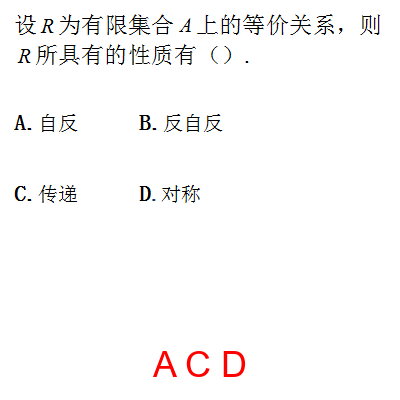 设 R 为有限集合 A 上的等价关系，则
R 所具有的性质有（）.
A. 自反 B. 反自反
C. 传递 D. 对称
A C D